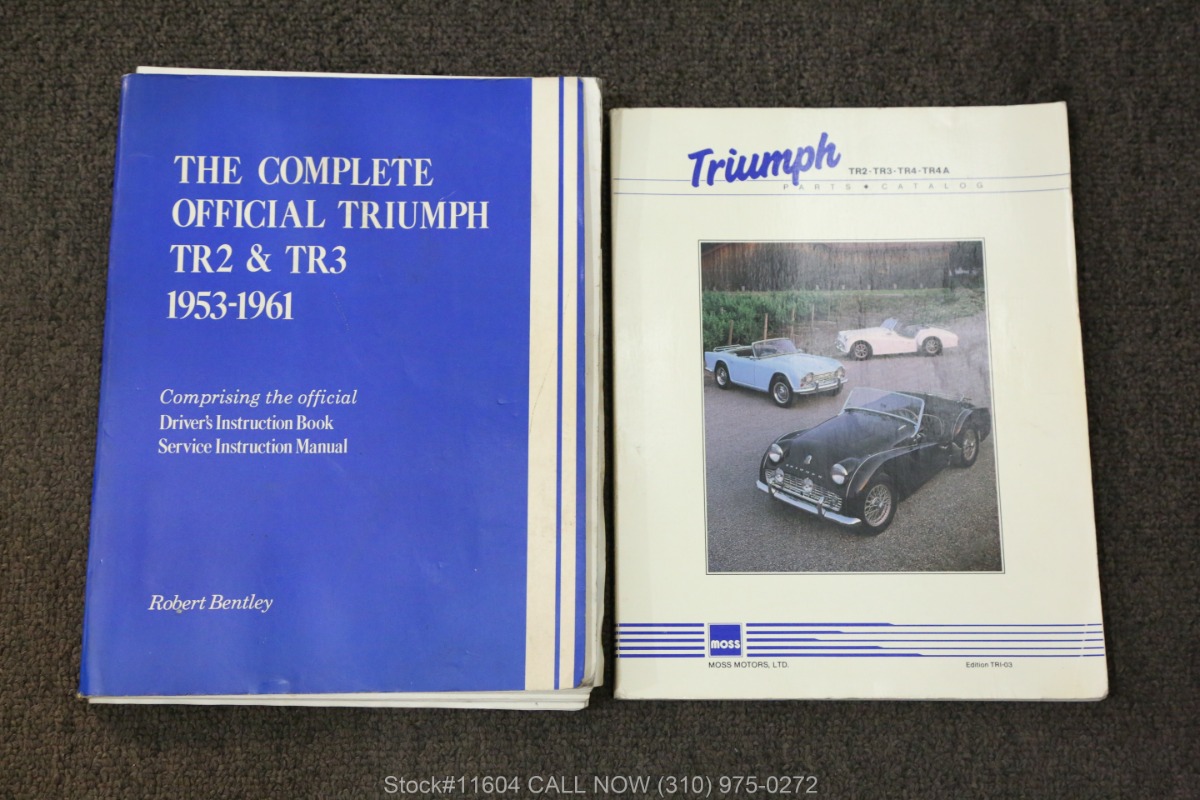 THE COMPLETE
OFFICIAL TRIUMPH
TR2 & TR3
1953-1961
Comprising the official
Driver's Instruction Book
Service Instruction Manual
Robert Bentley
Triumph
TR2-TR3-TR4-TR4A
PARTS • CATALOG
TRIUMPH
moss
MOSS MOTORS, LTD.
Edition TRI-03
Stock#11604 CALL NOW (310) 975-0272